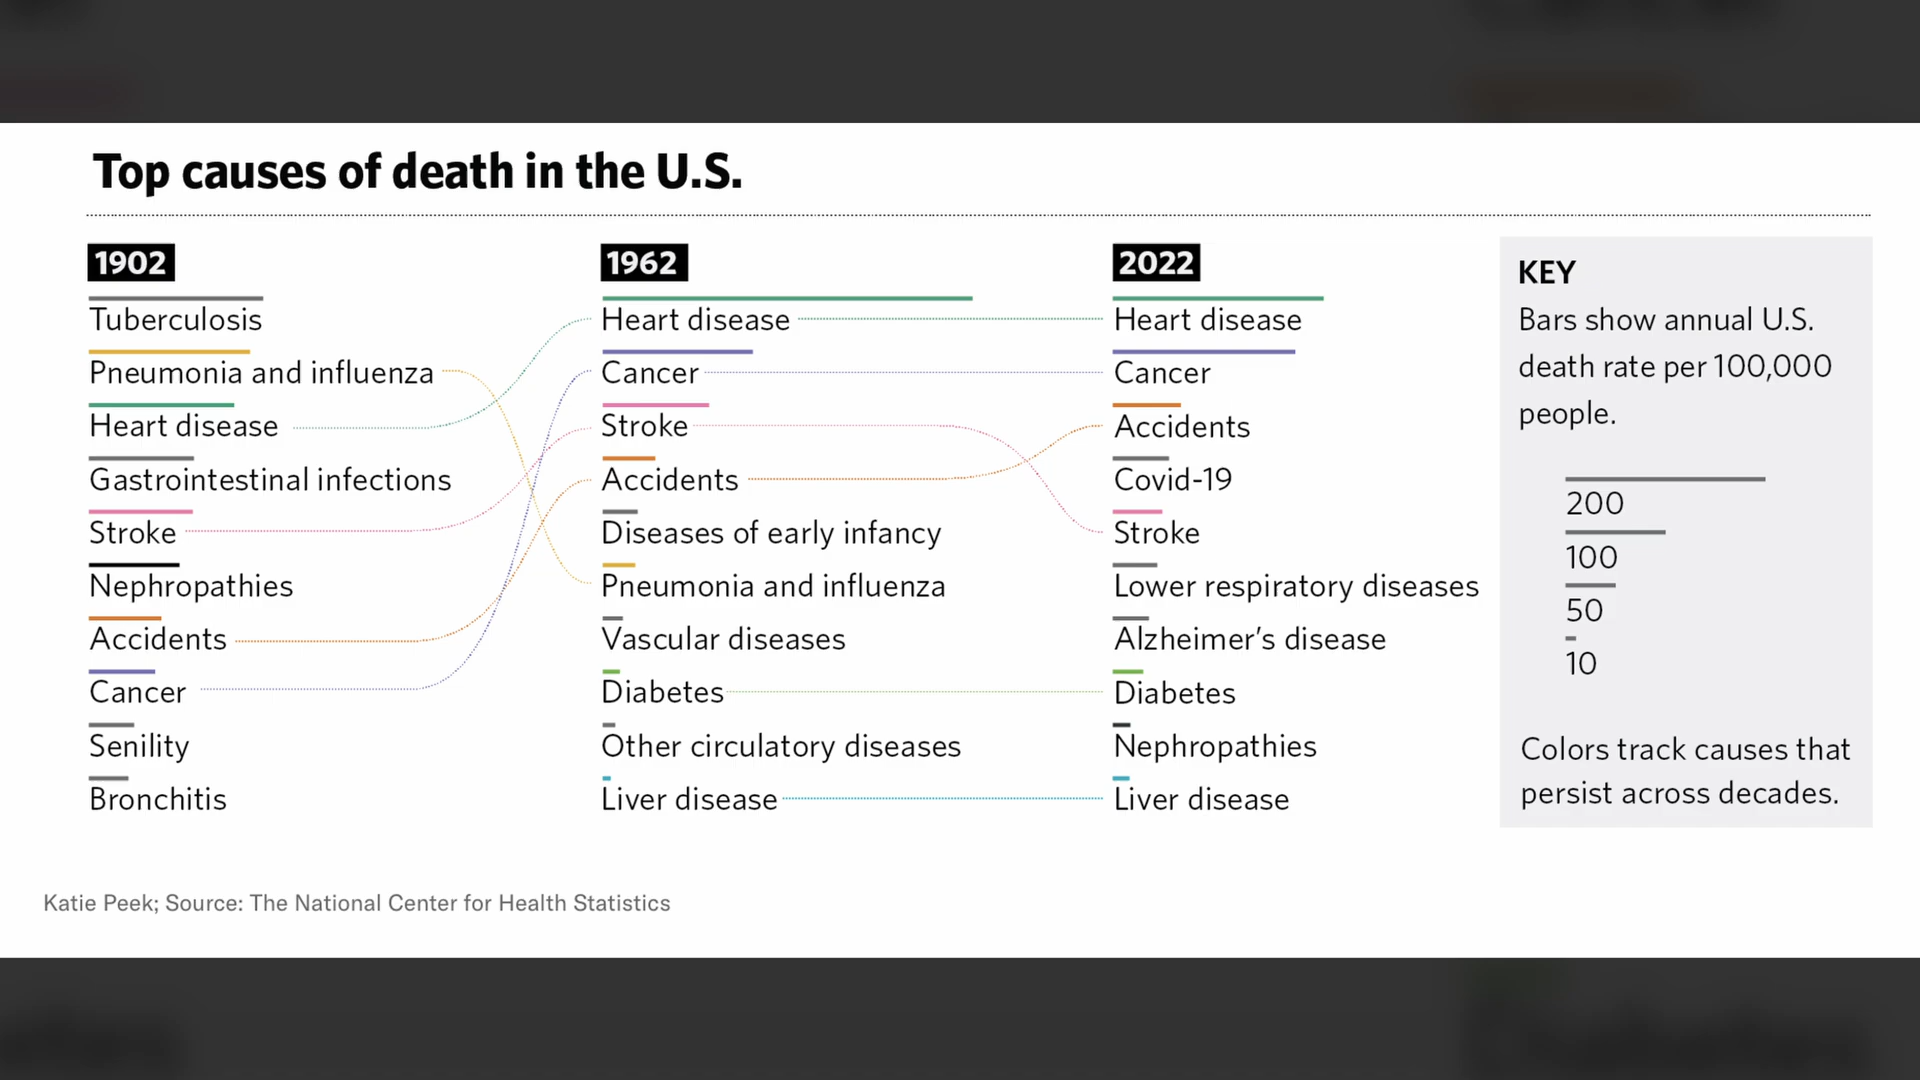 Top causes of death in the U.S.
1902
Tuberculosis
Pneumonia and influenza
Heart disease
Gastrointestinal infections
Stroke
Nephropathies
Accidents
Cancer
Senility
Bronchitis
1962
Heart disease
Cancer
Stroke
Accidents
Diseases of early infancy
Pneumonia and influenza
Vascular diseases
Diabetes
Other circulatory diseases
Liver disease
2022
Heart disease
Cancer
Accidents
Covid-19
Stroke
Lower respiratory diseases
Alzheimer’s disease
Diabetes
Nephropathies
Liver disease
KEY
Bars show annual U.S.
death rate per 100,000
people.
200
100
50
10
Colors track causes that
persist across decades.
Katie Peek; Source: The National Center for Health Statistics